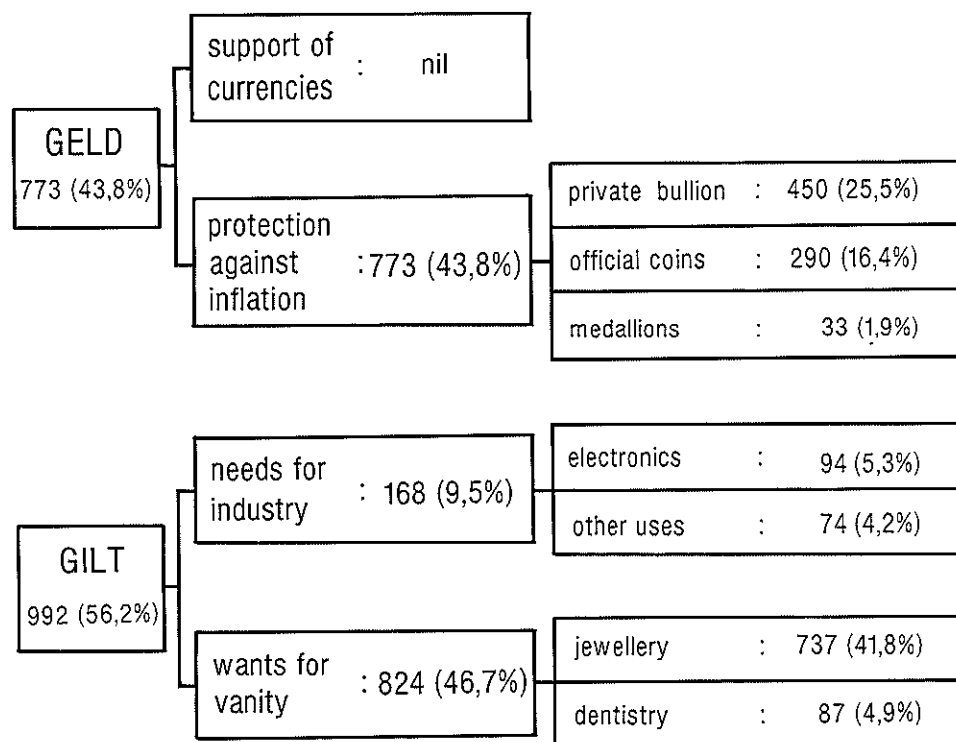 GELD
773 (43,8%)
support of
currencies : nil
protection
against
inflation : 773 (43,8%)
private bullion : 450 (25,5%)
official coins : 290 (16,4%)
medallions : 33 (1,9%)
GILT
992 (56,2%)
needs for
industry : 168 (9,5%)
electronics : 94 (5,3%)
other uses : 74 (4,2%)
wants for
vanity : 824 (46,7%)
jewellery : 737 (41,8%)
dentistry : 87 (4,9%)